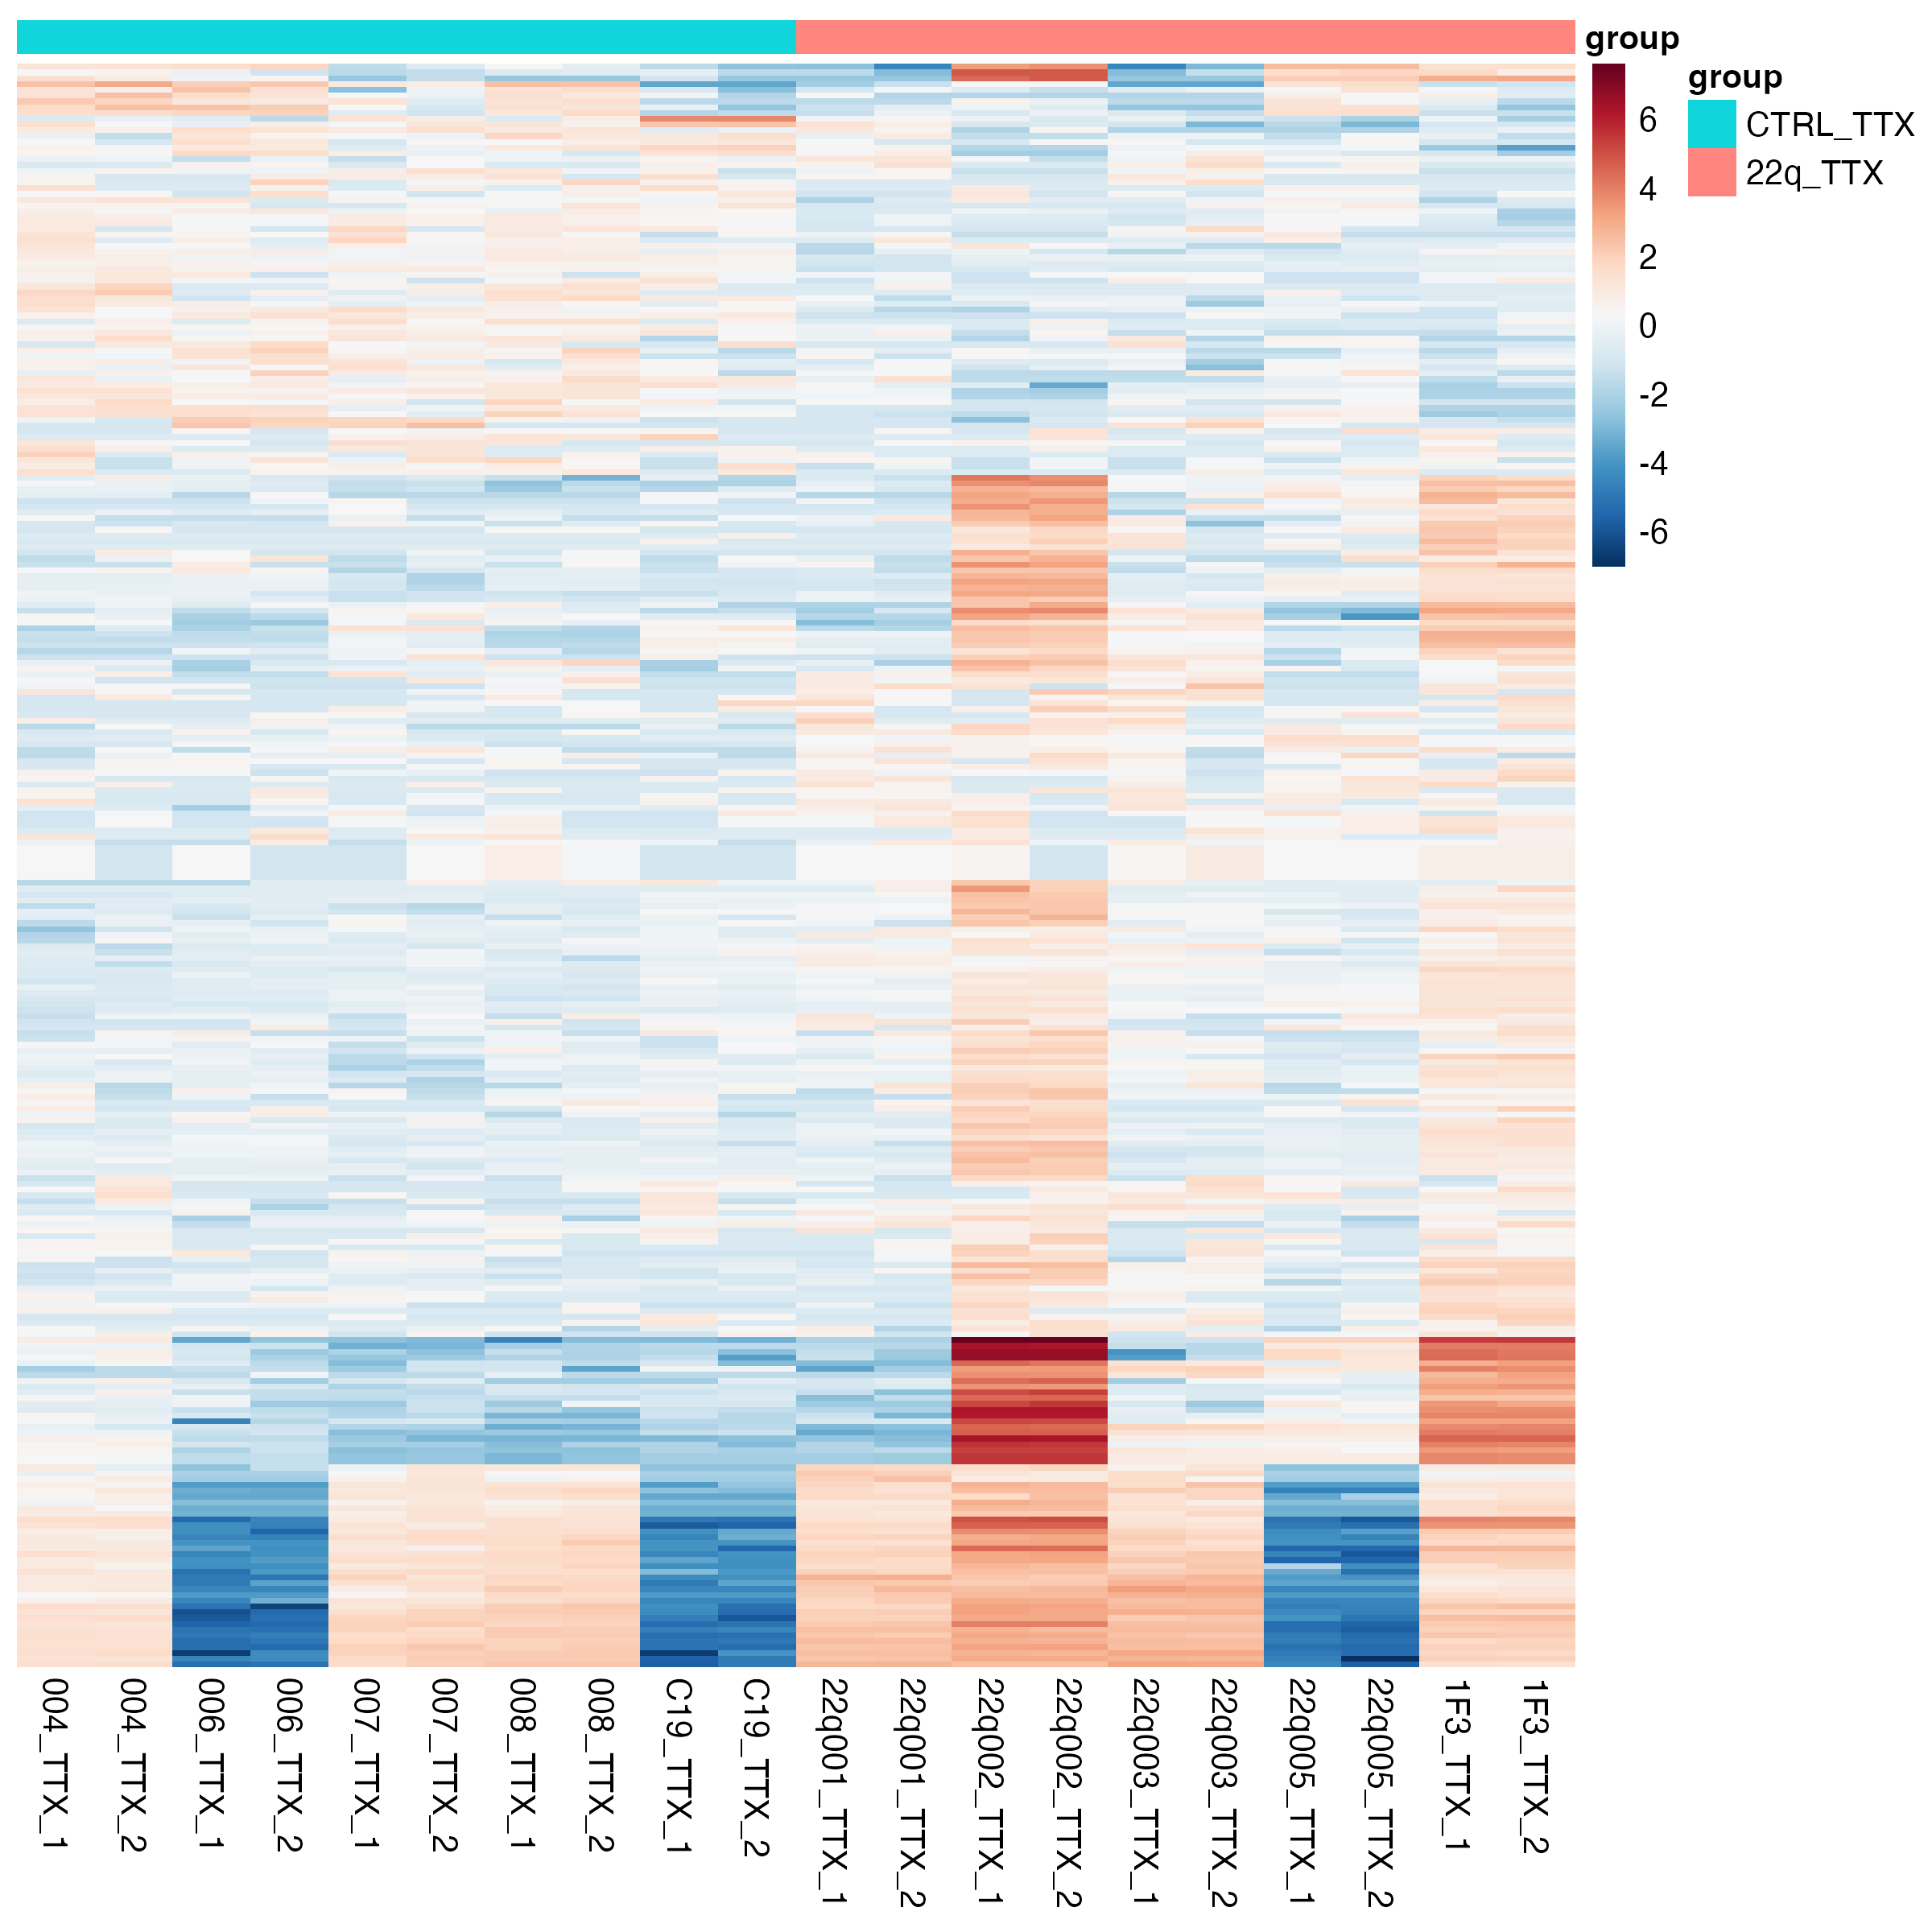 group
group
CTRL_TTX
22q_TTX
6
4
2
0
-2
-4
-6
004_TTX_1
004_TTX_2
006_TTX_1
006_TTX_2
007_TTX_1
007_TTX_2
008_TTX_1
008_TTX_2
C19_TTX_1
C19_TTX_2
22q001_TTX_1
22q001_TTX_2
22q002_TTX_1
22q002_TTX_2
22q003_TTX_1
22q003_TTX_2
22q005_TTX_1
22q005_TTX_2
1F3_TTX_1
1F3_TTX_2